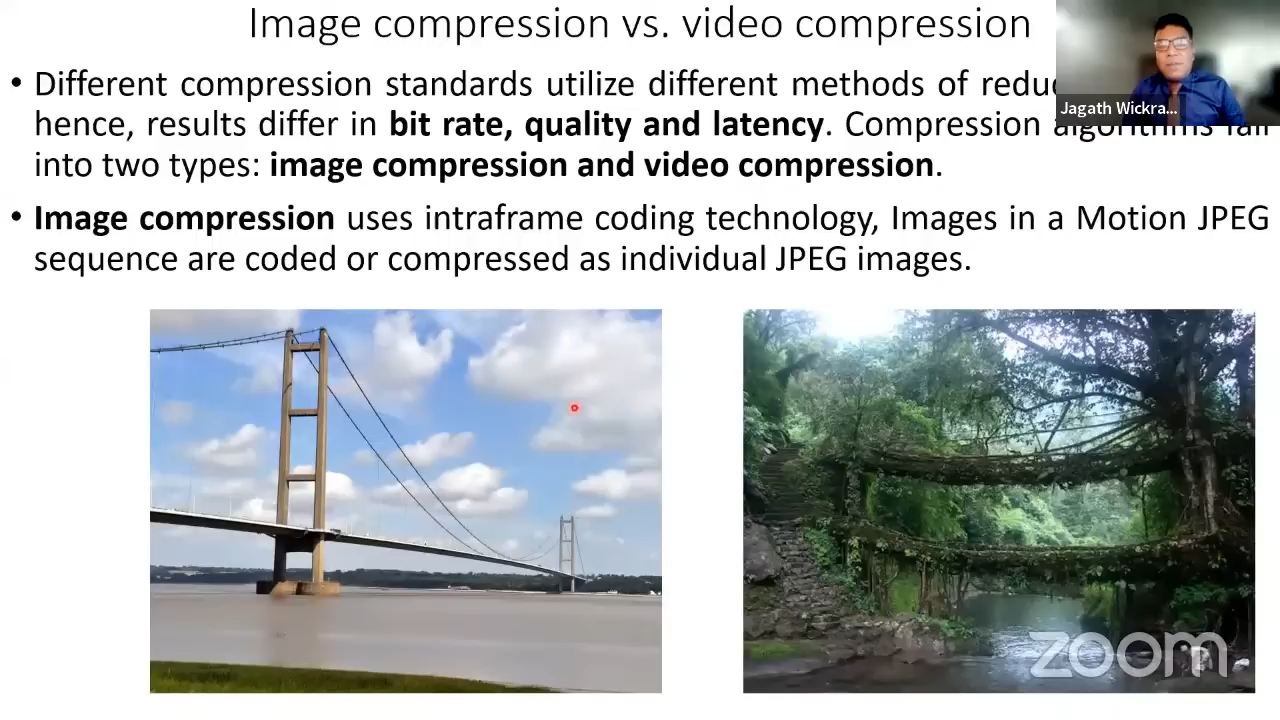 Image compression vs. video compression
• Different compression standards utilize different methods of
hence, results differ in bit rate, quality and latency. Compression algorithms fall
into two types: image compression and video compression.
• Image compression uses intraframe coding technology, Images in a Motion JPEG
sequence are coded or compressed as individual JPEG images.
Jagath Wickra...
zoom